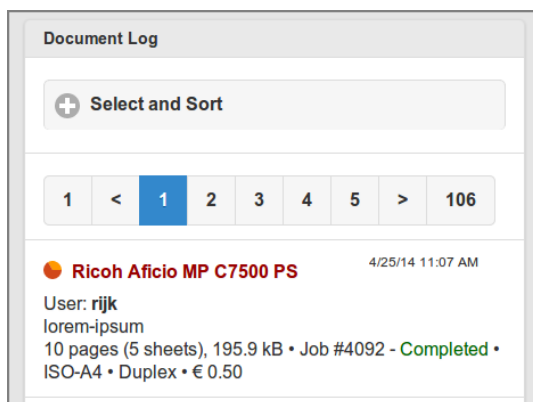 Document Log
Select and Sort
1 < 1 2 3 4 5 > 106
Ricoh Aficio MP C7500 PS 4/25/14 11:07 AM
User: rijk
lorem-ipsum
10 pages (5 sheets), 195.9 kB • Job #4092 - Completed •
ISO-A4 • Duplex • € 0.50